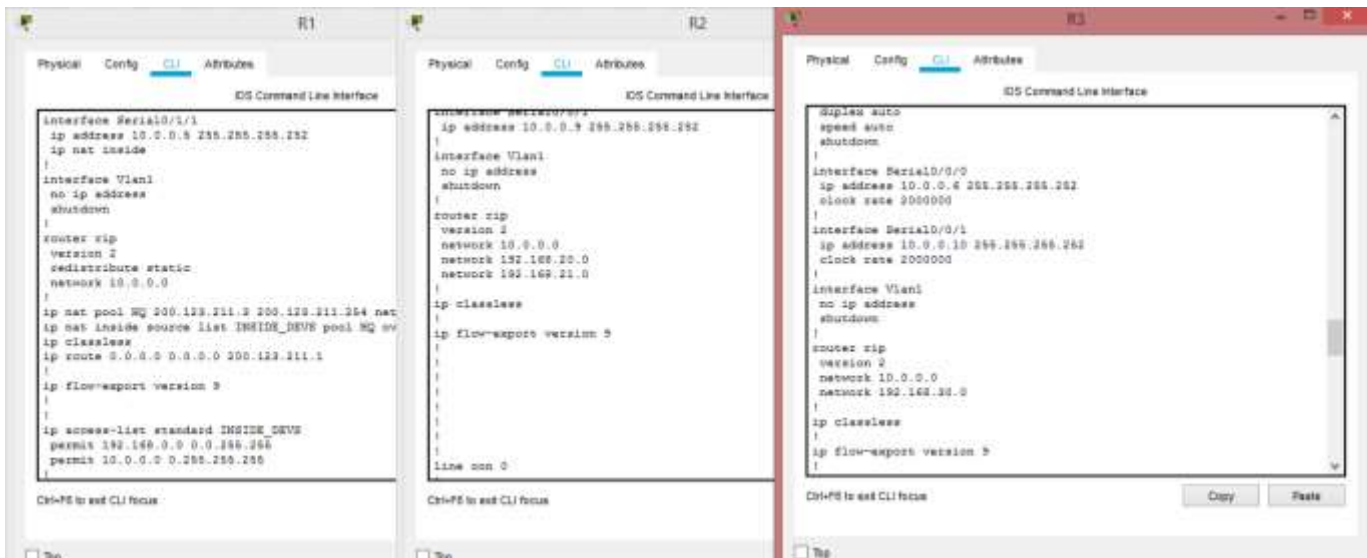 R1
Physical Config CLI Attributes
IOS Command Line Interface
interface Serial0/1/1
ip address 10.0.0.5 255.255.255.252
ip nat inside
!
interface Vlan1
no ip address
shutdown
!
router rip
version 2
redistribute static
network 10.0.0.0
!
ip nat pool HQ 200.123.211.2 200.123.211.254 net
ip nat inside source list INSIDE_DEVS pool HQ ov
ip classless
ip route 0.0.0.0 0.0.0.0 200.123.211.1
!
ip flow-export version 9
!
!
ip access-list standard INSIDE_DEVS
permit 192.168.0.0 0.0.255.255
permit 10.0.0.0 0.255.255.255
!
Ctrl+F6 to exit CLI focus
Top
R2
Physical Config CLI Attributes
IOS Command Line Interface
ip address 10.0.0.9 255.255.255.252
!
interface Vlan1
no ip address
shutdown
!
router rip
version 2
network 10.0.0.0
network 192.168.20.0
network 192.168.21.0
!
ip classless
!
ip flow-export version 9
!
!
!
!
!
!
!
!
line con 0
Ctrl+F6 to exit CLI focus
Top
R3
Physical Config CLI Attributes
IOS Command Line Interface
duplex auto
speed auto
shutdown
!
interface Serial0/0/0
ip address 10.0.0.6 255.255.255.252
clock rate 2000000
!
interface Serial0/0/1
ip address 10.0.0.10 255.255.255.252
clock rate 2000000
!
interface Vlan1
no ip address
shutdown
!
router rip
version 2
network 10.0.0.0
network 192.168.30.0
!
ip classless
!
ip flow-export version 9
!
Ctrl+F6 to exit CLI focus
Copy Paste
Top